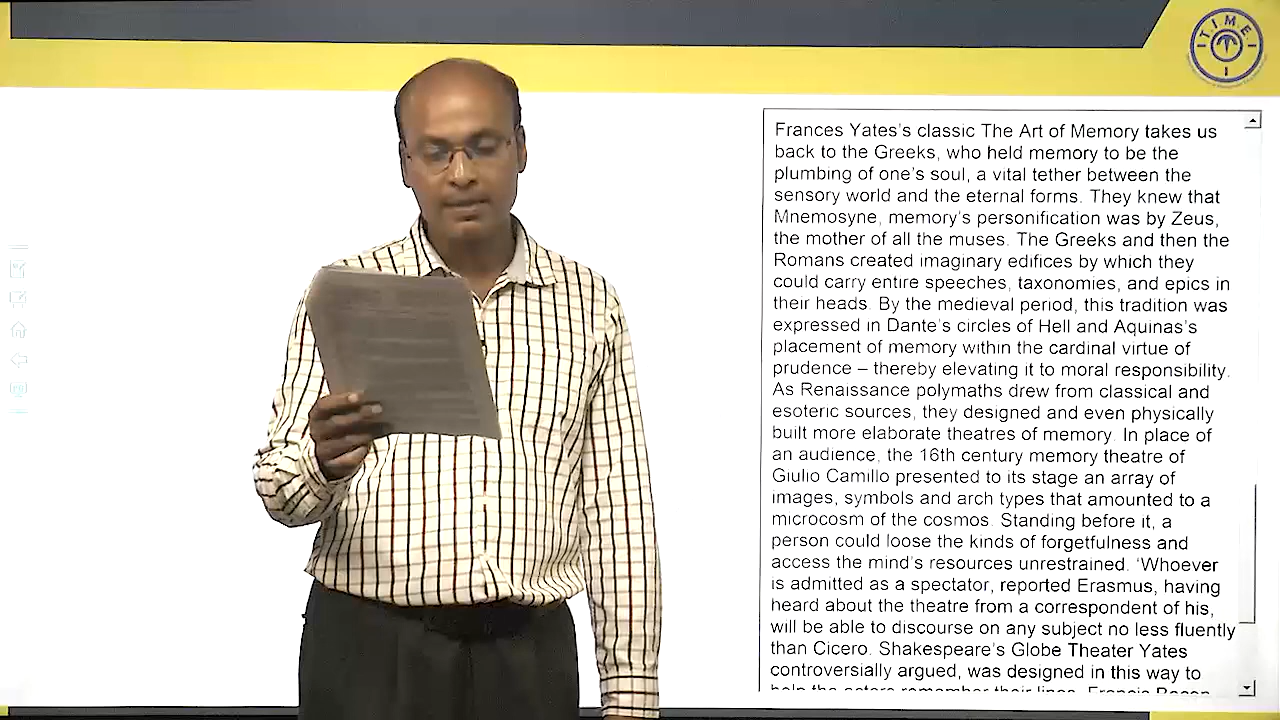 T.I.M.E.
Frances Yates's classic The Art of Memory takes us
back to the Greeks, who held memory to be the
plumbing of one's soul, a vital tether between the
sensory world and the eternal forms. They knew that
Mnemosyne, memory's personification was by Zeus,
the mother of all the muses. The Greeks and then the
Romans created imaginary edifices by which they
could carry entire speeches, taxonomies, and epics in
their heads. By the medieval period, this tradition was
expressed in Dante's circles of Hell and Aquinas's
placement of memory within the cardinal virtue of
prudence – thereby elevating it to moral responsibility.
As Renaissance polymaths drew from classical and
esoteric sources, they designed and even physically
built more elaborate theatres of memory. In place of
an audience, the 16th century memory theatre of
Giulio Camillo presented to its stage an array of
images, symbols and arch types that amounted to a
microcosm of the cosmos. Standing before it, a
person could loose the kinds of forgetfulness and
access the mind's resources unrestrained. 'Whoever
is admitted as a spectator, reported Erasmus, having
heard about the theatre from a correspondent of his,
will be able to discourse on any subject no less fluently
than Cicero. Shakespeare's Globe Theater Yates
controversially argued, was designed in this way to
help the actors remember their lines. Francis Bacon